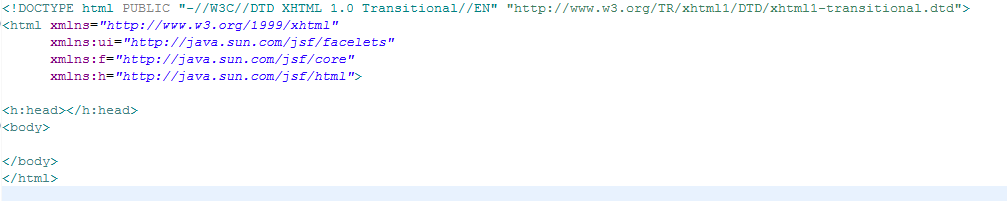 <!DOCTYPE html PUBLIC "-//W3C//DTD XHTML 1.0 Transitional//EN" "http://www.w3.org/TR/xhtml1/DTD/xhtml1-transitional.dtd">
<html xmlns="http://www.w3.org/1999/xhtml"
xmlns:ui="http://java.sun.com/jsf/facelets"
xmlns:f="http://java.sun.com/jsf/core"
xmlns:h="http://java.sun.com/jsf/html">
<h:head></h:head>
<body>
</body>
</html>